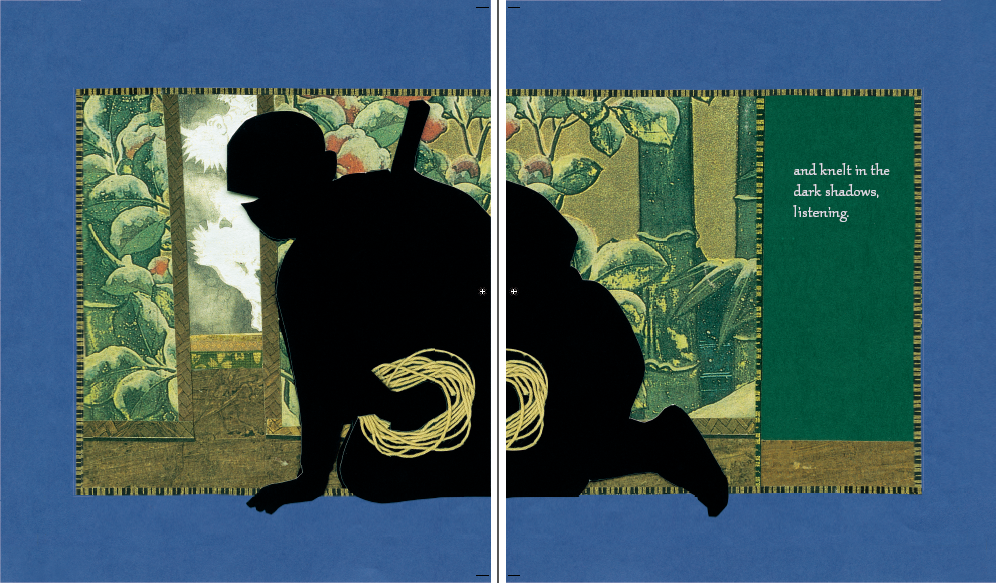 and knelt in the
dark shadows,
listening.